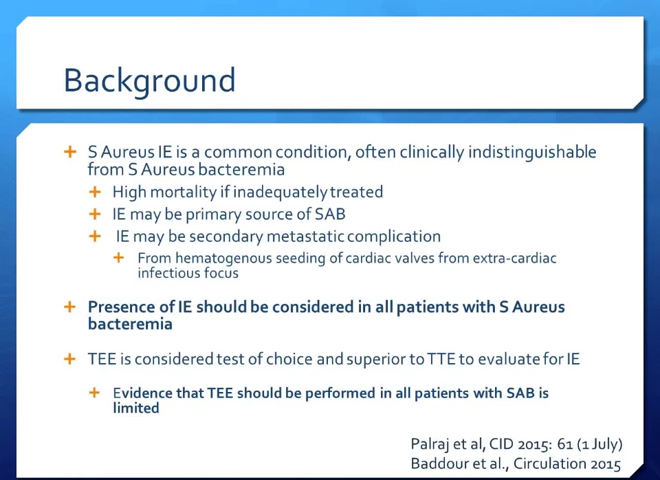 Background
S Aureus IE is a common condition, often clinically indistinguishable
from S Aureus bacteremia
High mortality if inadequately treated
IE may be primary source of SAB
IE may be secondary metastatic complication
From hematogenous seeding of cardiac valves from extra-cardiac
infectious focus
Presence of IE should be considered in all patients with S Aureus
bacteremia
TEE is considered test of choice and superior to TTE to evaluate for IE
Evidence that TEE should be performed in all patients with SAB is
limited
Palraj et al, CID 2015: 61 (1 July)
Baddour et al., Circulation 2015